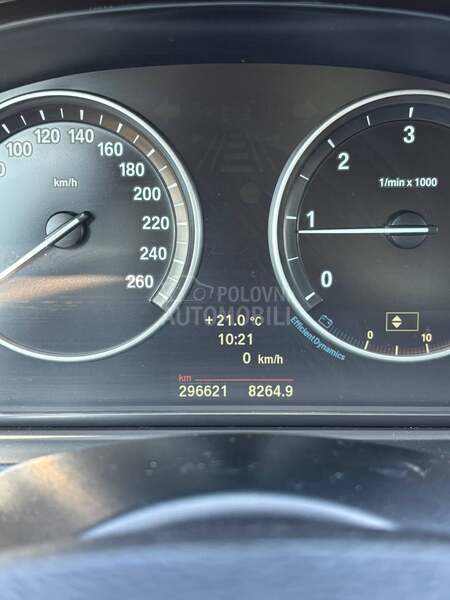 100 120 140 160 180 200 220 240 260
km/h
0 1 2 3
1/min x 1000
POLOVNI
AUTOMOBILI
+21.0 °C
10:21
0 km/h
EfficientDynamics
0 10
km
296621 8264.9